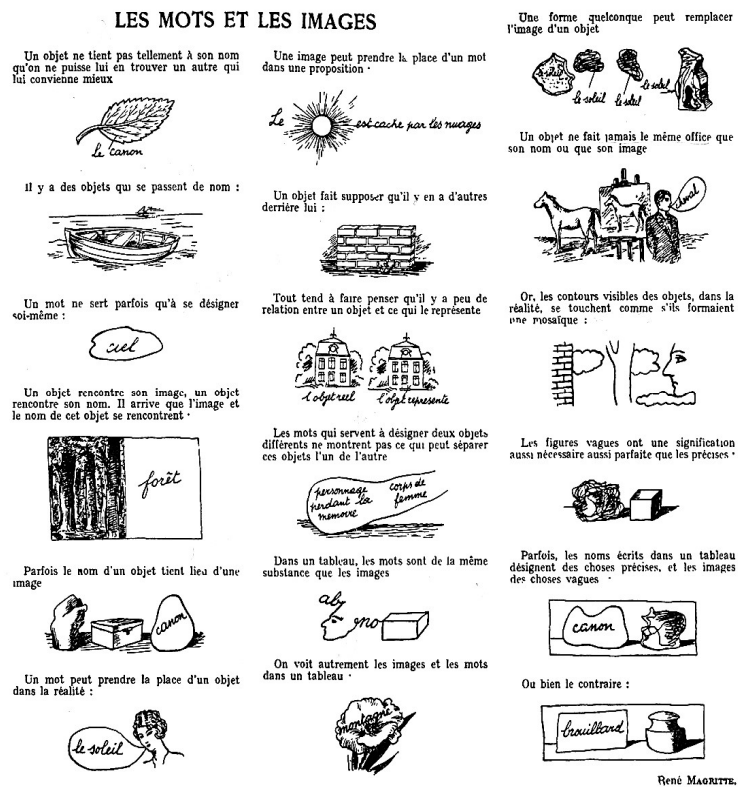 LES MOTS ET LES IMAGES
Un objet ne tient pas tellement à son nom
qu'on ne puisse lui en trouver un autre qui
lui convienne mieux
Le canon
Il y a des objets qui se passent de nom :
Un mot ne sert parfois qu'à se désigner
soi-même :
ciel
Un objet rencontre son image, un objet
rencontre son nom. Il arrive que l'image et
le nom de cet objet se rencontrent ·
forêt
Parfois le nom d'un objet tient lieu d'une
image
canon
Un mot peut prendre la place d'un objet
dans la réalité :
le soleil
Une image peut prendre la place d'un mot
dans une proposition ·
Le est caché par les nuages
Un objet fait supposer qu'il y en a d'autres
derrière lui :
Tout tend à faire penser qu'il y a peu de
relation entre un objet et ce qui le représente
l'objet réel l'objet représenté
Les mots qui servent à désigner deux objets
différents ne montrent pas ce qui peut séparer
ces objets l'un de l'autre
personnage corps de
perdant la femme
mémoire
Dans un tableau, les mots sont de la même
substance que les images
ab
no
On voit autrement les images et les mots
dans un tableau ·
montagne
Une forme quelconque peut remplacer
l'image d'un objet
le soleil
le soleil le soleil le soleil
Un objet ne fait jamais le même office que
son nom ou que son image
cheval
Or, les contours visibles des objets, dans la
réalité, se touchent comme s'ils formaient
une mosaïque :
Les figures vagues ont une signification
aussi nécessaire aussi parfaite que les précises ·
Parfois, les noms écrits dans un tableau
désignent des choses précises, et les images
des choses vagues ·
canon
Ou bien le contraire :
brouillard
René MAGRITTE.